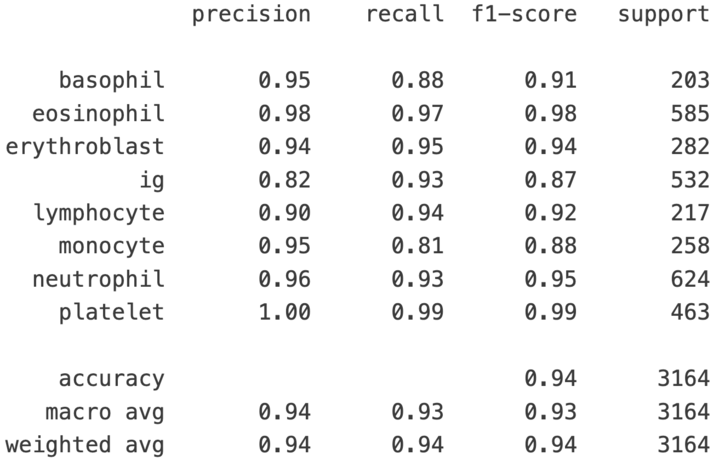 precision recall f1-score support
basophil 0.95 0.88 0.91 203
eosinophil 0.98 0.97 0.98 585
erythroblast 0.94 0.95 0.94 282
ig 0.82 0.93 0.87 532
lymphocyte 0.90 0.94 0.92 217
monocyte 0.95 0.81 0.88 258
neutrophil 0.96 0.93 0.95 624
platelet 1.00 0.99 0.99 463
accuracy 0.94 3164
macro avg 0.94 0.93 0.93 3164
weighted avg 0.94 0.94 0.94 3164